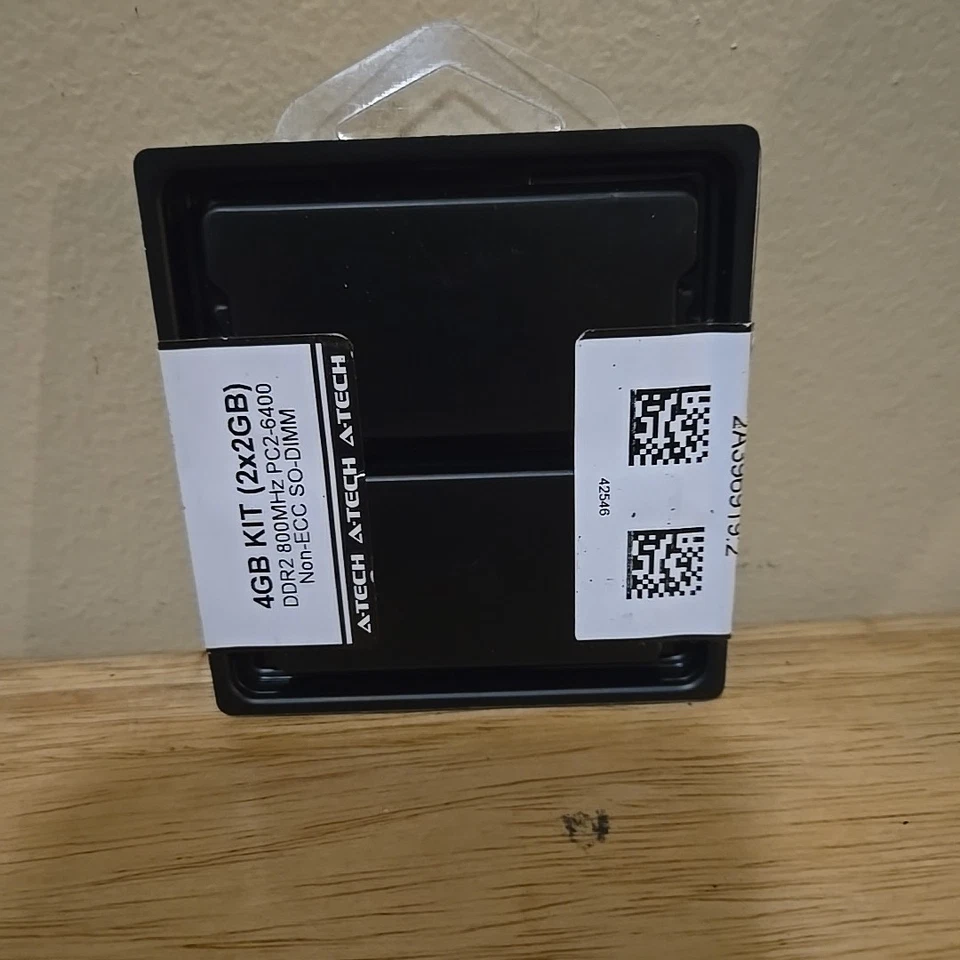 4GB KIT (2x2GB)
DDR2 800MHz PC2-6400
Non-ECC SO-DIMM
A-TECH A-TECH A-TECH
42546